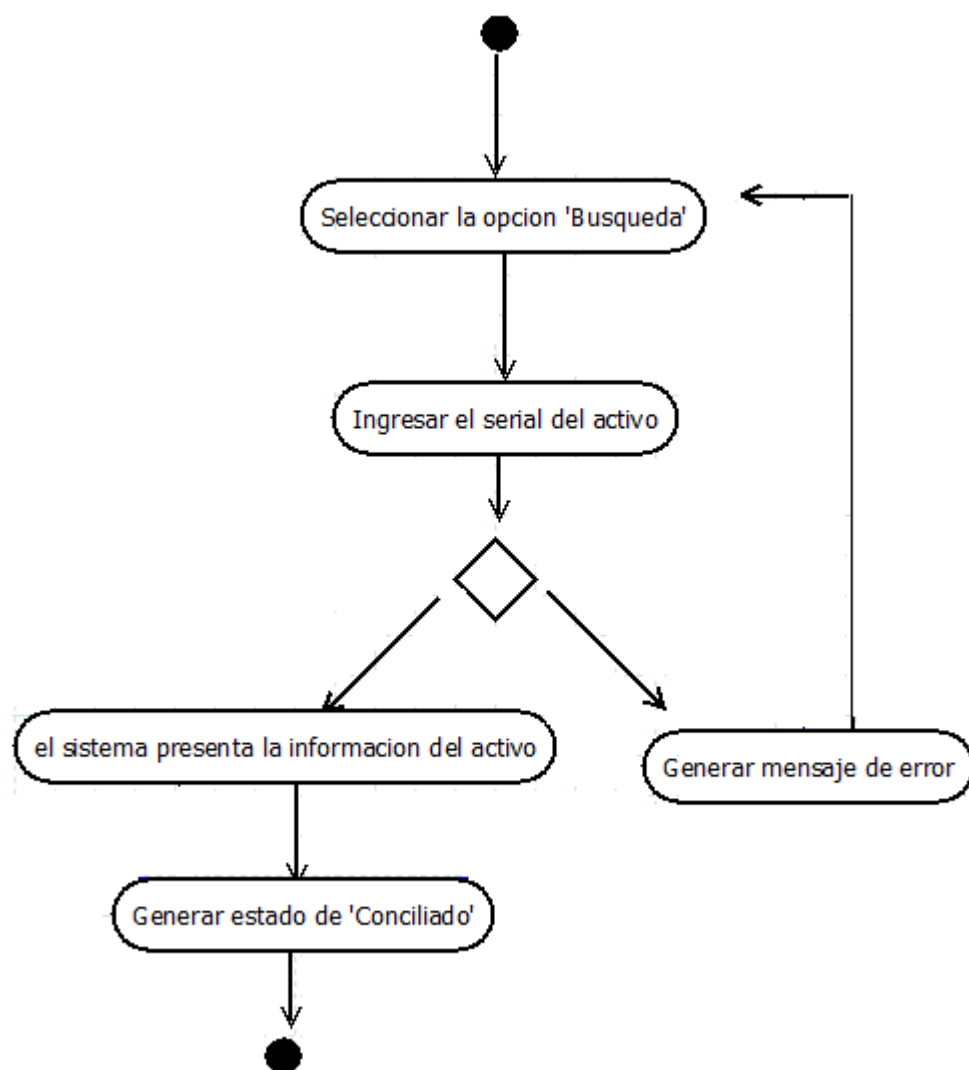 Seleccionar la opcion 'Busqueda'
Ingresar el serial del activo
el sistema presenta la informacion del activo
Generar mensaje de error
Generar estado de 'Conciliado'